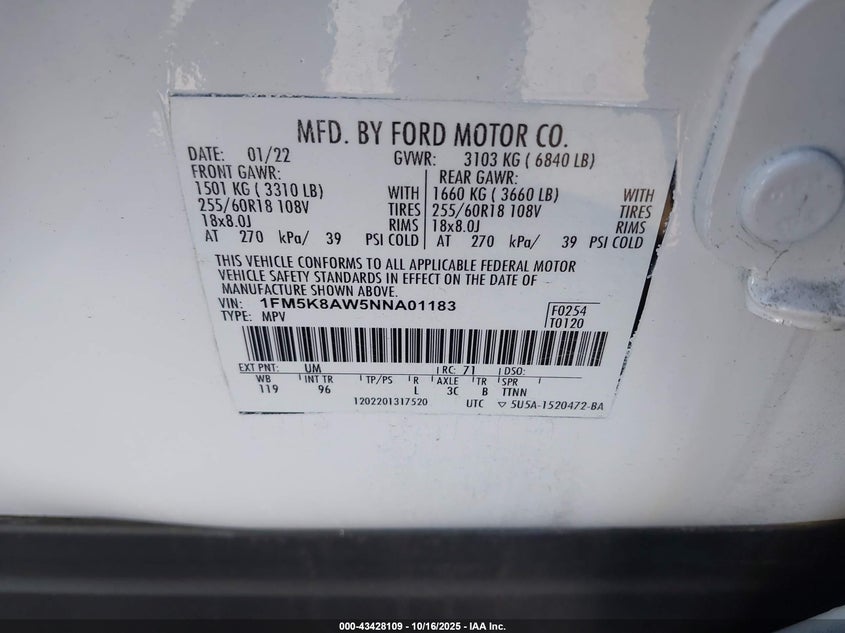 MFD. BY FORD MOTOR CO.
DATE: 01/22 GVWR: 3103 KG ( 6840 LB)
FRONT GAWR: REAR GAWR:
1501 KG ( 3310 LB) WITH 1660 KG ( 3660 LB) WITH
255/60R18 108V TIRES 255/60R18 108V TIRES
18x8.0J RIMS 18x8.0J RIMS
AT 270 kPa/ 39 PSI COLD AT 270 kPa/ 39 PSI COLD
THIS VEHICLE CONFORMS TO ALL APPLICABLE FEDERAL MOTOR
VEHICLE SAFETY STANDARDS IN EFFECT ON THE DATE OF
MANUFACTURE SHOWN ABOVE.
VIN: 1FM5K8AW5NNA01183 F0254
TYPE: MPV T0120
EXT PNT: UM RC: 71 DSO:
WB INT TR TP/PS R AXLE TR SPR
119 96 L 3C B TTNN
1202201317520 UTC ▽ 5U5A-1520472-BA
000-43428109 - 10/16/2025 - IAA Inc.